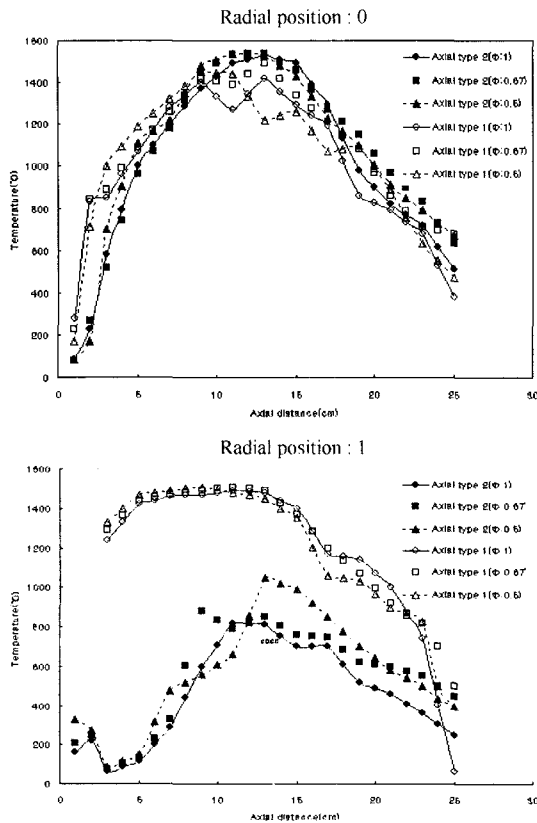 Radial position : 0
1600
1400
1200
1000
800
600
400
200
0
Temperature(℃)
0
5
10
15
20
25
30
Axial distance(cm)
Axial type 2(Φ:1)
Axial type 2(Φ:0.67)
Axial type 2(Φ:0.5)
Axial type 1(Φ:1)
Axial type 1(Φ:0.67)
Axial type 1(Φ:0.5)
Radial position : 1
1600
1400
1200
1000
800
600
400
200
0
Temperature(℃)
0
5
10
15
20
25
30
Axial distance(cm)
Axial type 2(Φ:1)
Axial type 2(Φ:0.67
Axial type 2(Φ:0.5)
Axial type 1(Φ:1)
Axial type 1(Φ:0.67
Axial type 1(Φ:0.5)